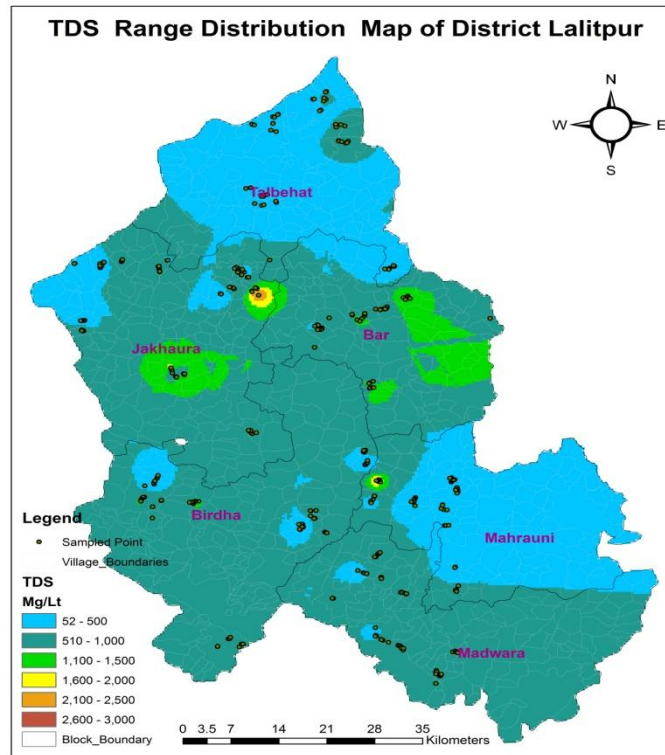 TDS Range Distribution Map of District Lalitpur
N
W E
S
Talbehat
Bar
Jakhaura
Birdha
Mahrauni
Madwara
Legend
Sampled Point
Village_Boundaries
TDS
Mg/Lt
52 - 500
510 - 1,000
1,100 - 1,500
1,600 - 2,000
2,100 - 2,500
2,600 - 3,000
Block_Boundary
0 3.5 7 14 21 28 35
Kilometers